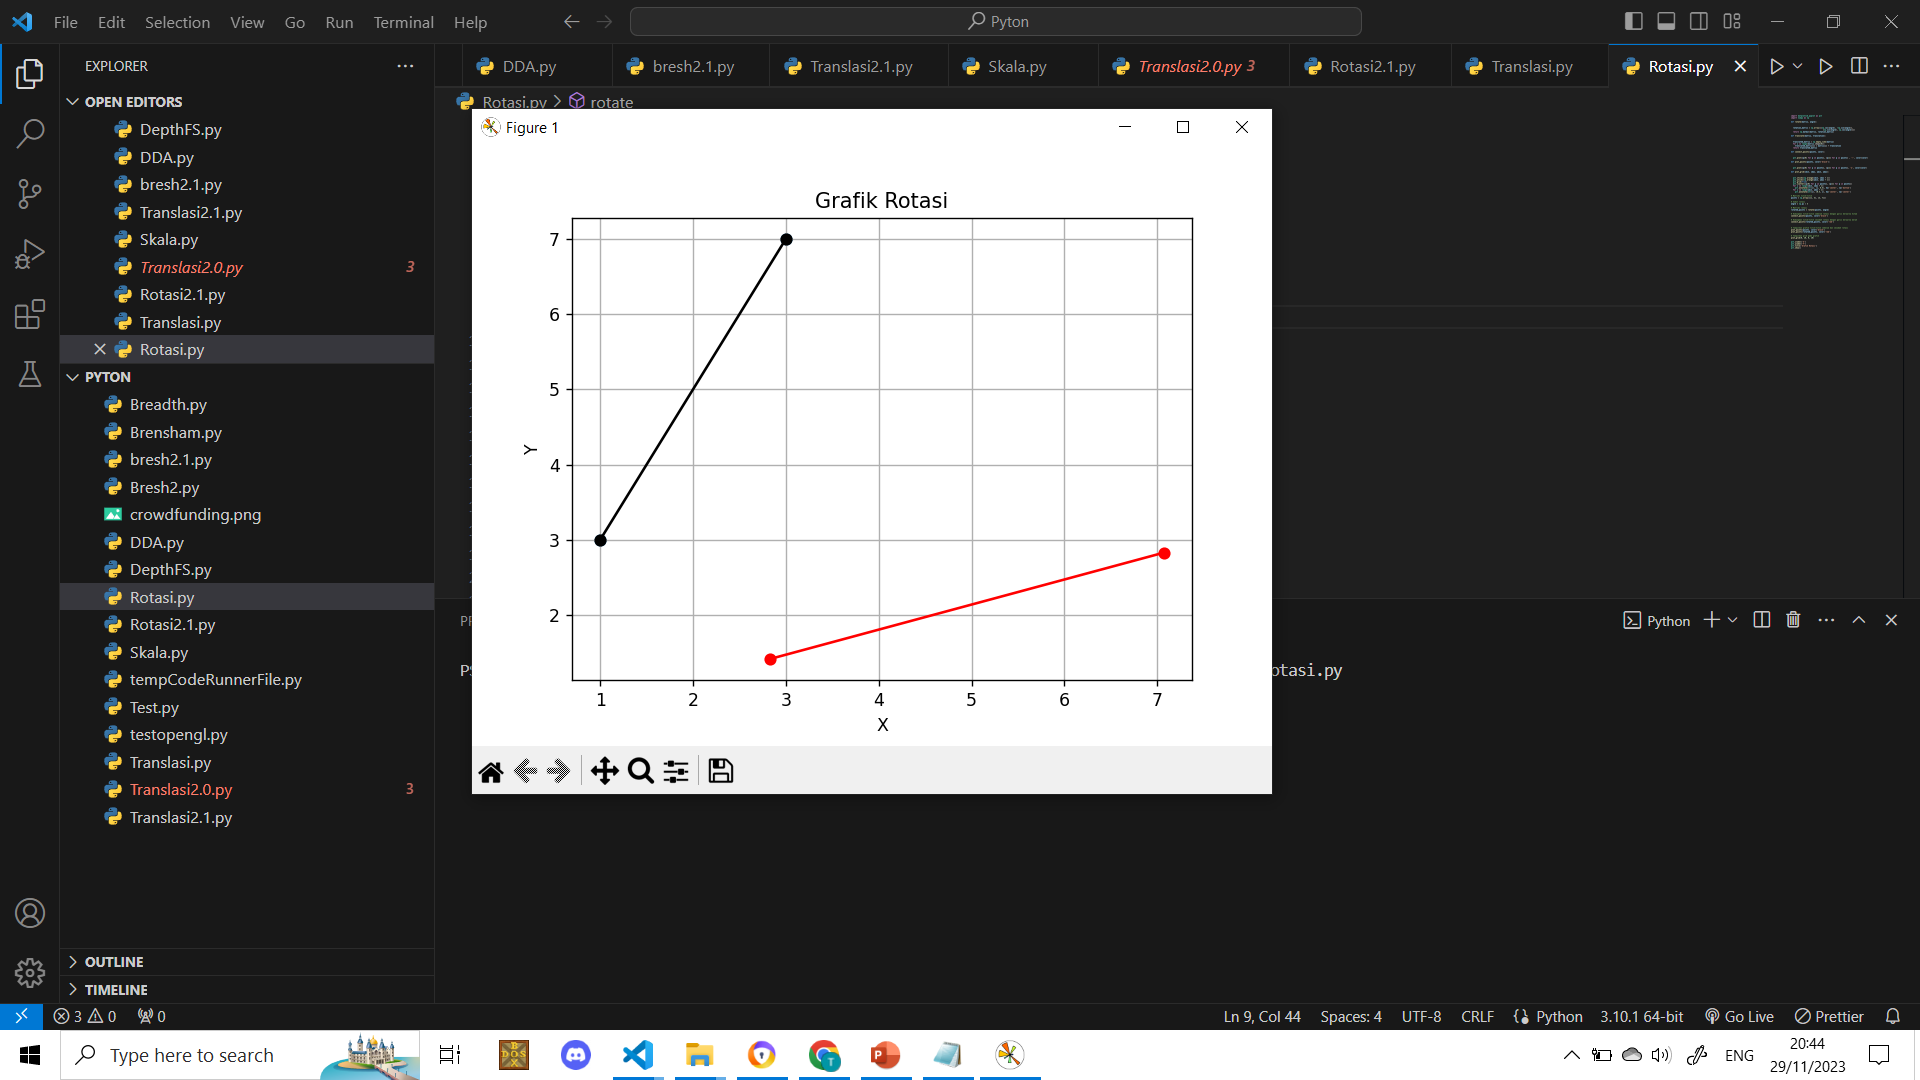 File Edit Selection View Go Run Terminal Help
Pyton
EXPLORER
DDA.py
bresh2.1.py
Translasi2.1.py
Skala.py
Translasi2.0.py 3
Rotasi2.1.py
Translasi.py
Rotasi.py
OPEN EDITORS
Rotasi.py
rotate
DepthFS.py
DDA.py
bresh2.1.py
Translasi2.1.py
Skala.py
Translasi2.0.py 3
Rotasi2.1.py
Translasi.py
Rotasi.py
PYTON
Breadth.py
Brensham.py
bresh2.1.py
Bresh2.py
crowdfunding.png
DDA.py
DepthFS.py
Rotasi.py
Rotasi2.1.py
Skala.py
tempCodeRunnerFile.py
Test.py
testopengl.py
Translasi.py
Translasi2.0.py 3
Translasi2.1.py
OUTLINE
TIMELINE
Figure 1
Grafik Rotasi
7
6
5
4
3
2
Y
1 2 3 4 5 6 7
X
Python
PS
otasi.py
3 0 0
Ln 9, Col 44
Spaces: 4
UTF-8
CRLF
Python
3.10.1 64-bit
Go Live
Prettier
Type here to search
ENG
20:44
29/11/2023